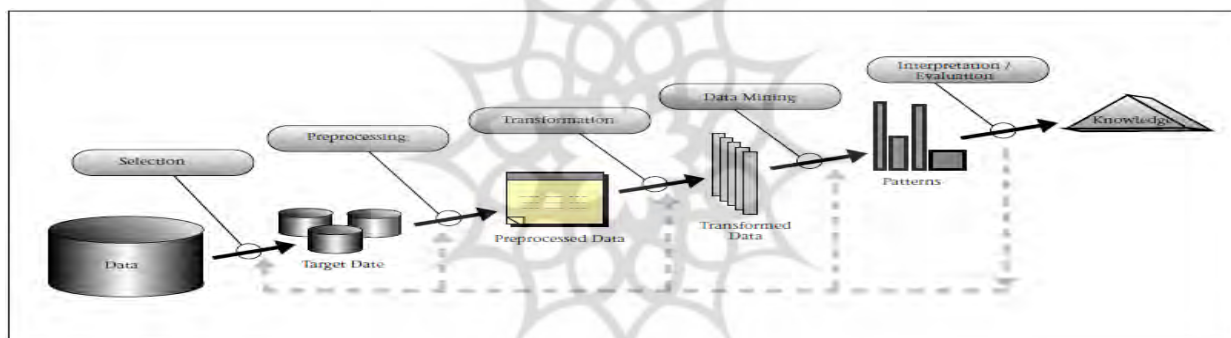 Interpretation /
Evaluation
Data Mining
Transformation
Preprocessing
Selection
Knowledge
Patterns
Transformed
Data
Preprocessed Data
Target Date
Data